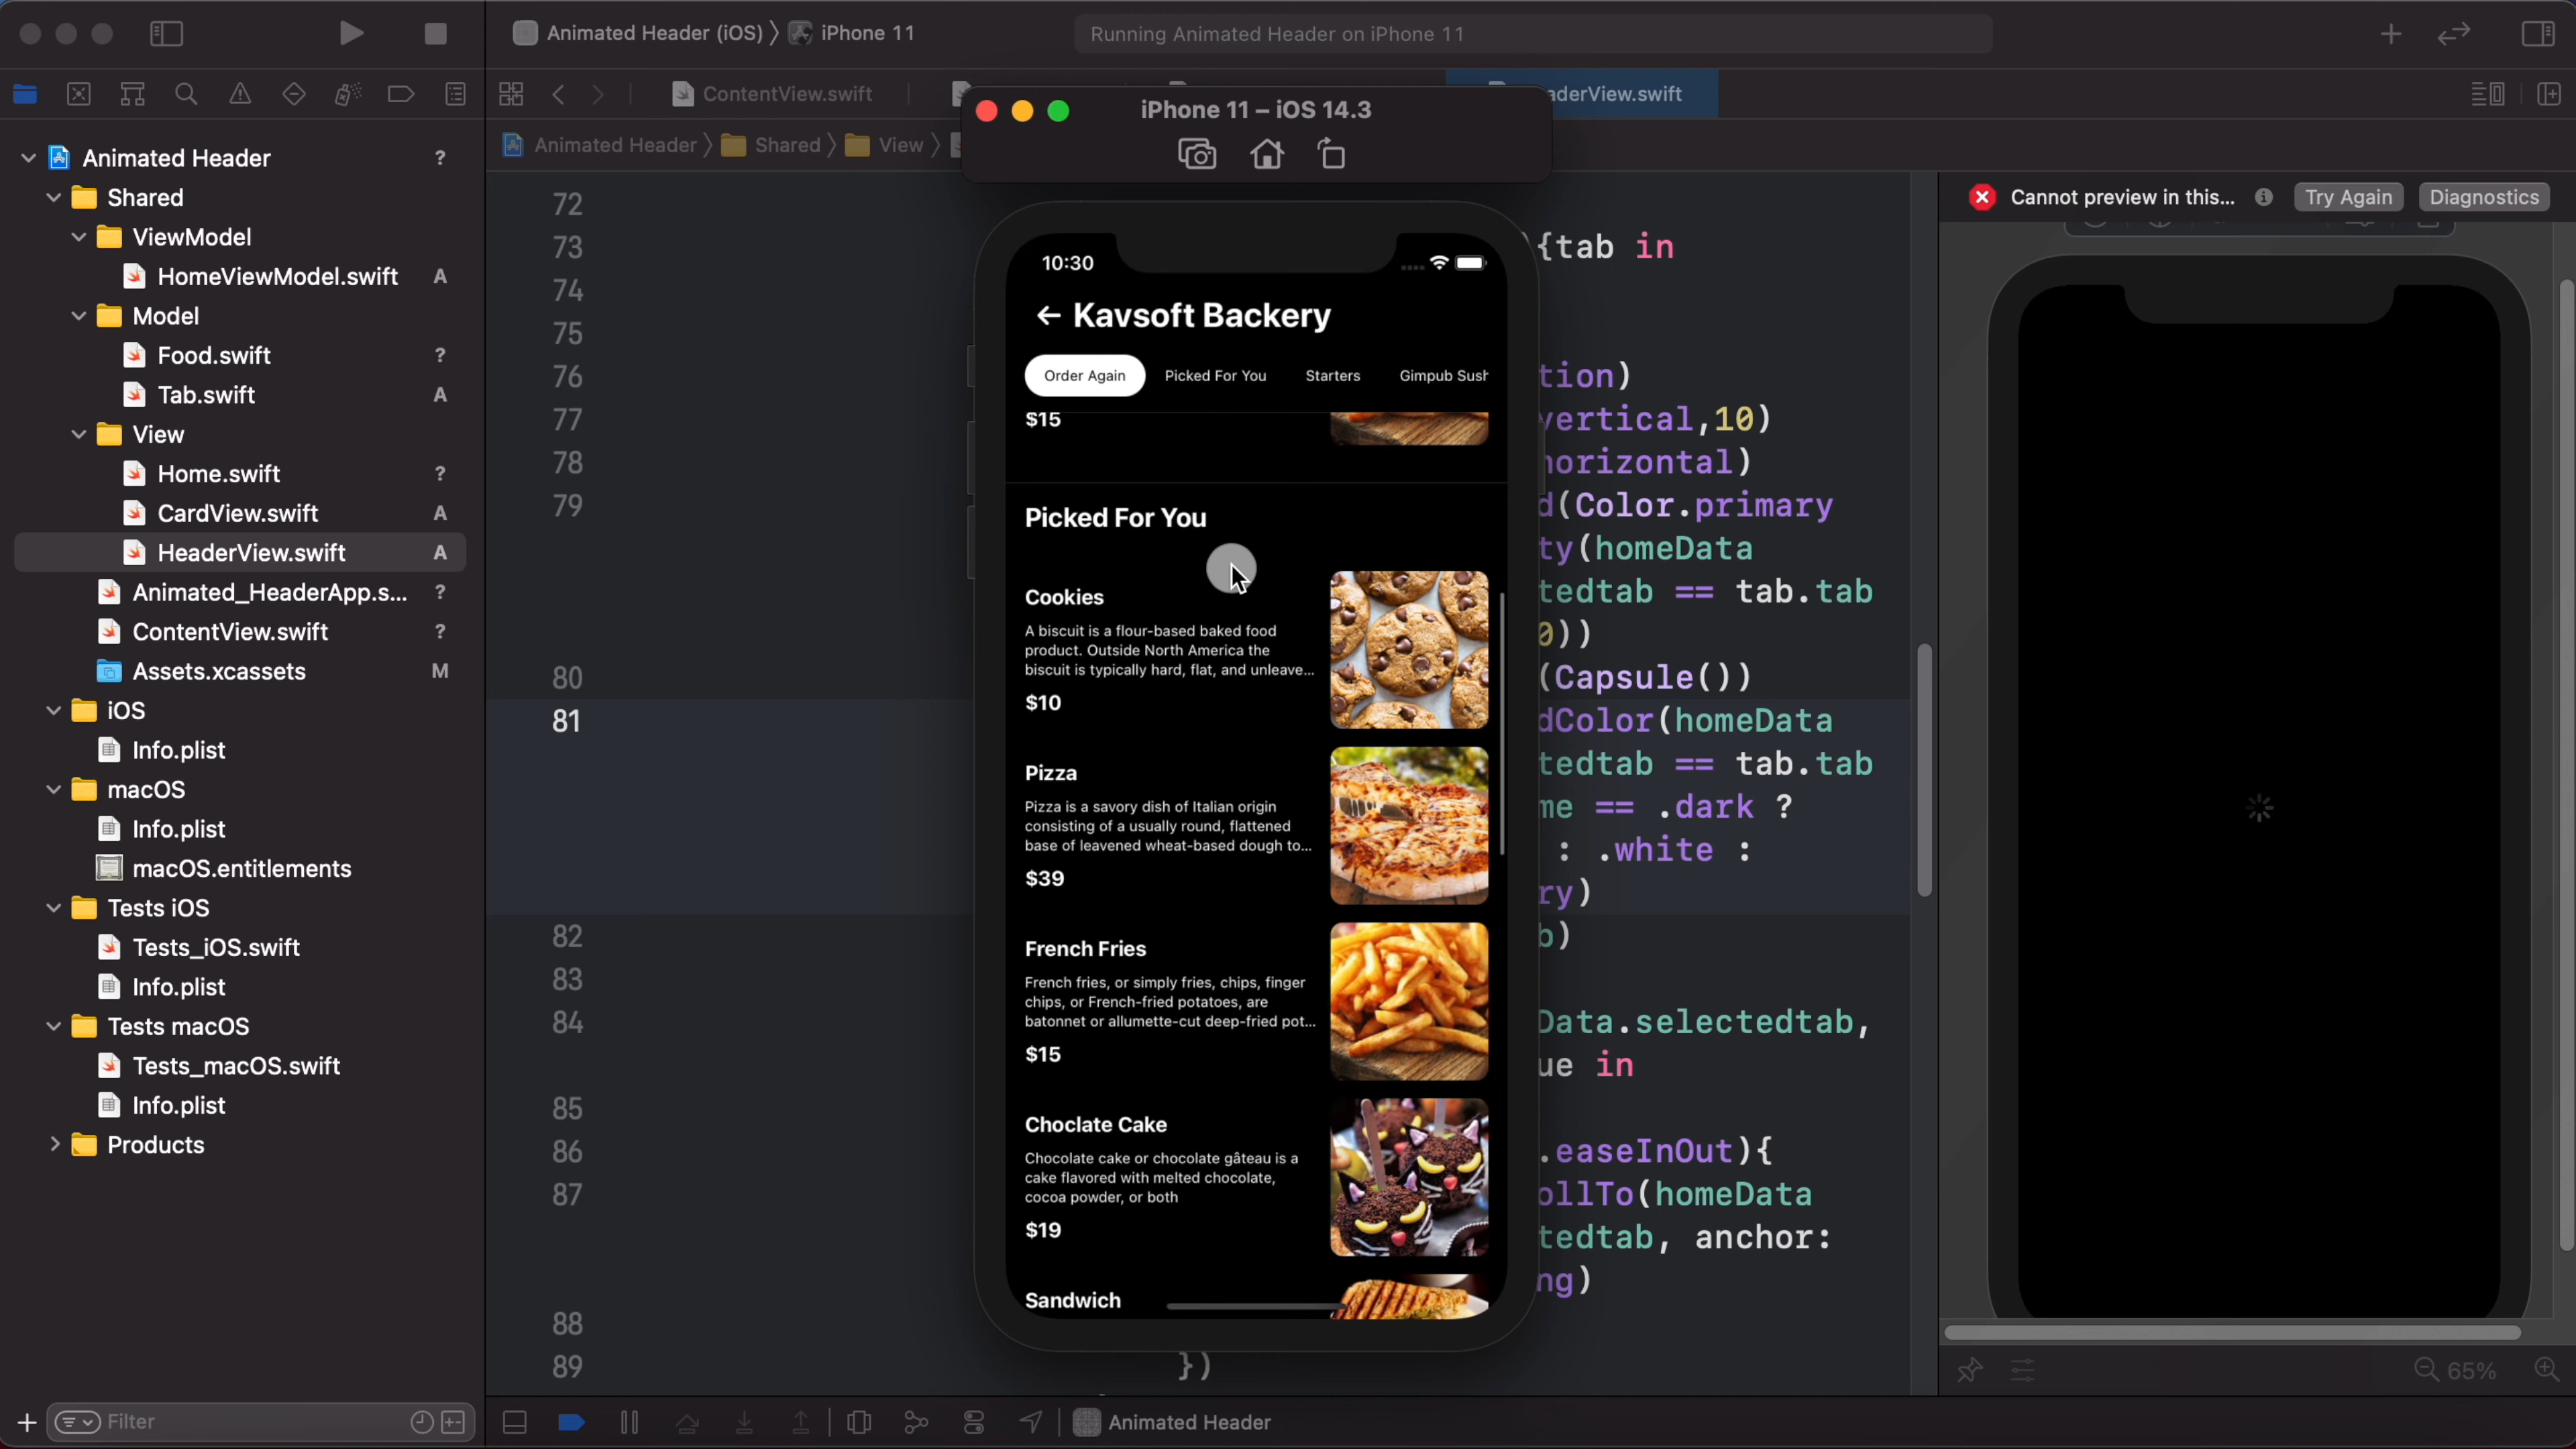 Animated Header (iOS) 〉 iPhone 11
Running Animated Header on iPhone 11
ContentView.swift
aderView.swift
Animated Header 〉 Shared 〉 View 〉
iPhone 11 – iOS 14.3
Cannot preview in this...
Try Again
Diagnostics
Animated Header ?
Shared
ViewModel
HomeViewModel.swift A
Model
Food.swift ?
Tab.swift A
View
Home.swift ?
CardView.swift A
HeaderView.swift A
Animated_HeaderApp.s... ?
ContentView.swift ?
Assets.xcassets M
iOS
Info.plist
macOS
Info.plist
macOS.entitlements
Tests iOS
Tests_iOS.swift
Info.plist
Tests macOS
Tests_macOS.swift
Info.plist
Products
Filter
72
73 {tab in
74
75
76 tion)
77 vertical,10)
78 horizontal)
79 d(Color.primary
ty(homeData
tedtab == tab.tab
0))
80 (Capsule())
81 dColor(homeData
tedtab == tab.tab
me == .dark ?
: .white :
ry)
82 b)
83
84 Data.selectedtab,
ue in
85
86 .easeInOut){
87 ollTo(homeData
tedtab, anchor:
ng)
88
89 })
10:30
Kavsoft Backery
Order Again Picked For You Starters Gimpub Sush
$15
Picked For You
Cookies
A biscuit is a flour-based baked food
product. Outside North America the
biscuit is typically hard, flat, and unleave...
$10
Pizza
Pizza is a savory dish of Italian origin
consisting of a usually round, flattened
base of leavened wheat-based dough to...
$39
French Fries
French fries, or simply fries, chips, finger
chips, or French-fried potatoes, are
batonnet or allumette-cut deep-fried pot...
$15
Choclate Cake
Chocolate cake or chocolate gâteau is a
cake flavored with melted chocolate,
cocoa powder, or both
$19
Sandwich
65%
Animated Header